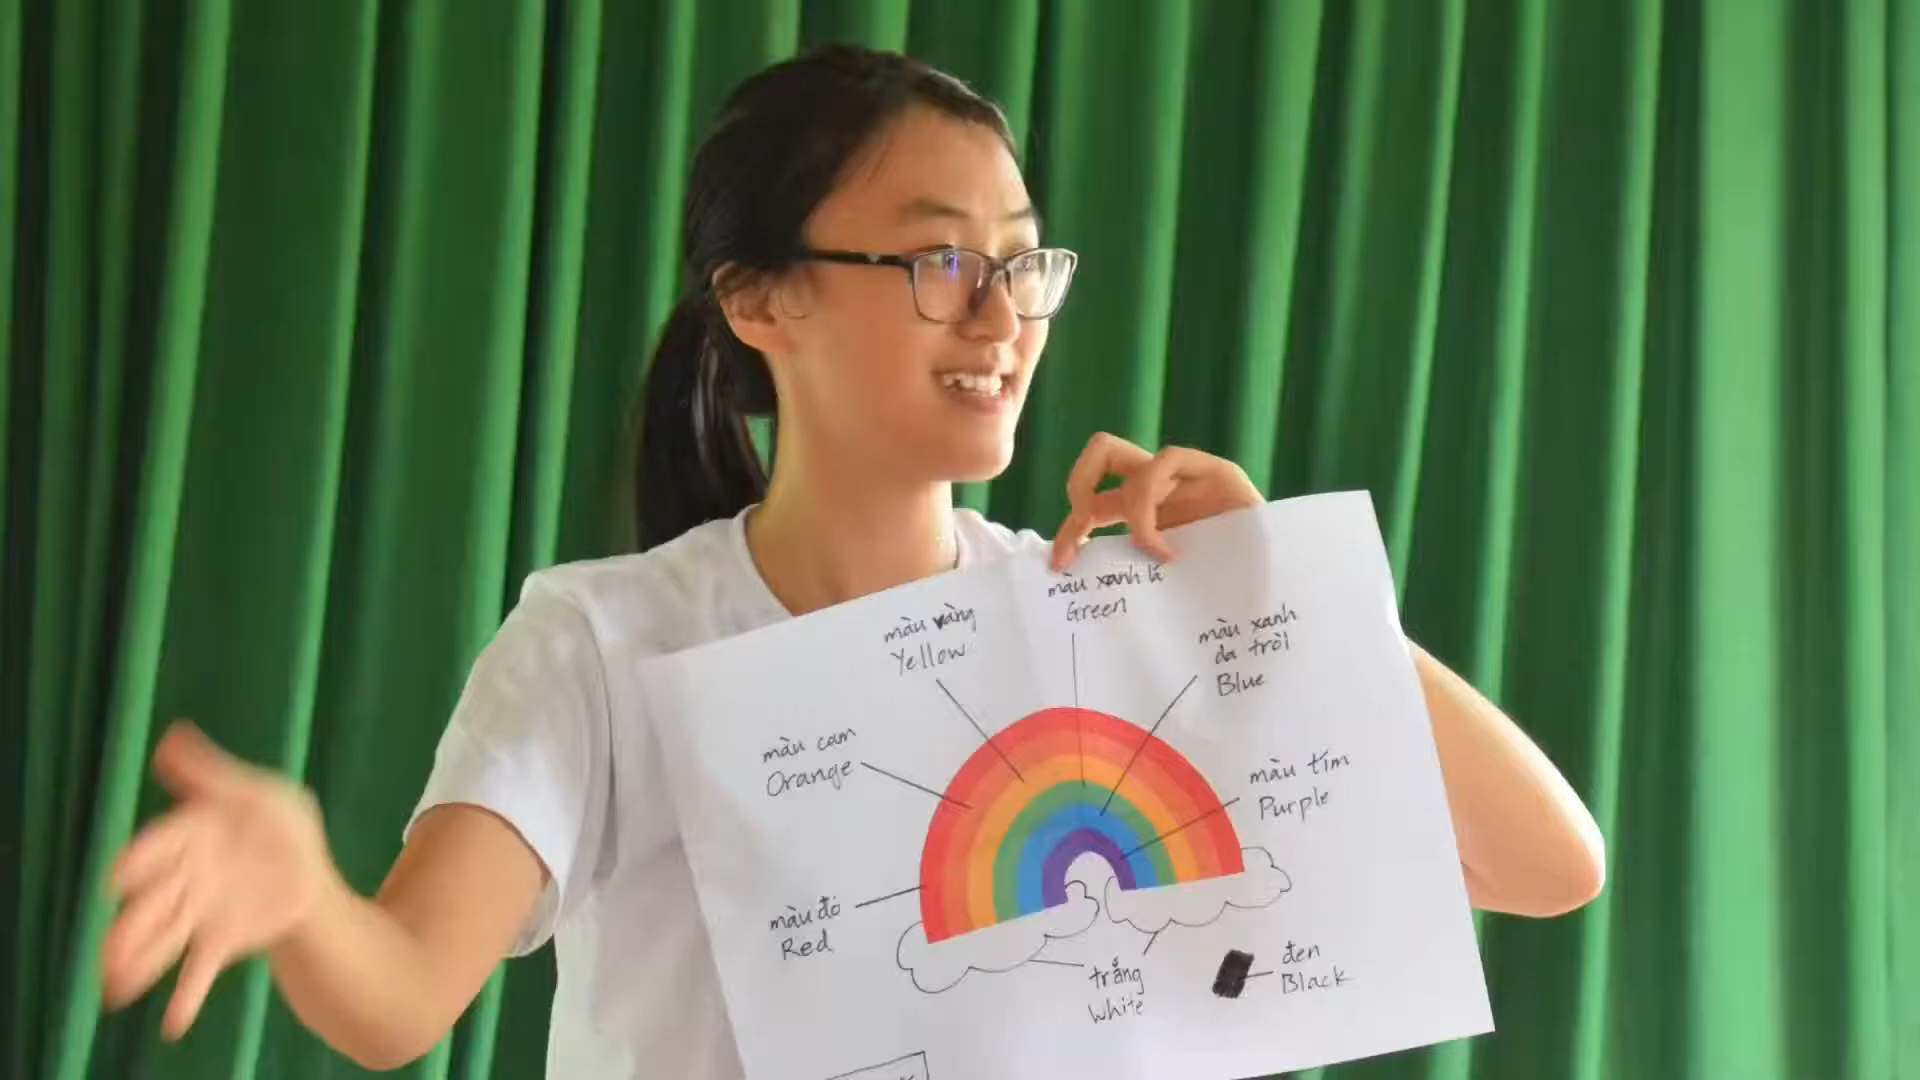 màu xanh lá
Green
màu vàng
Yellow
màu xanh
da trời
Blue
màu cam
Orange
màu tím
Purple
màu đỏ
Red
trắng
White
đen
Black